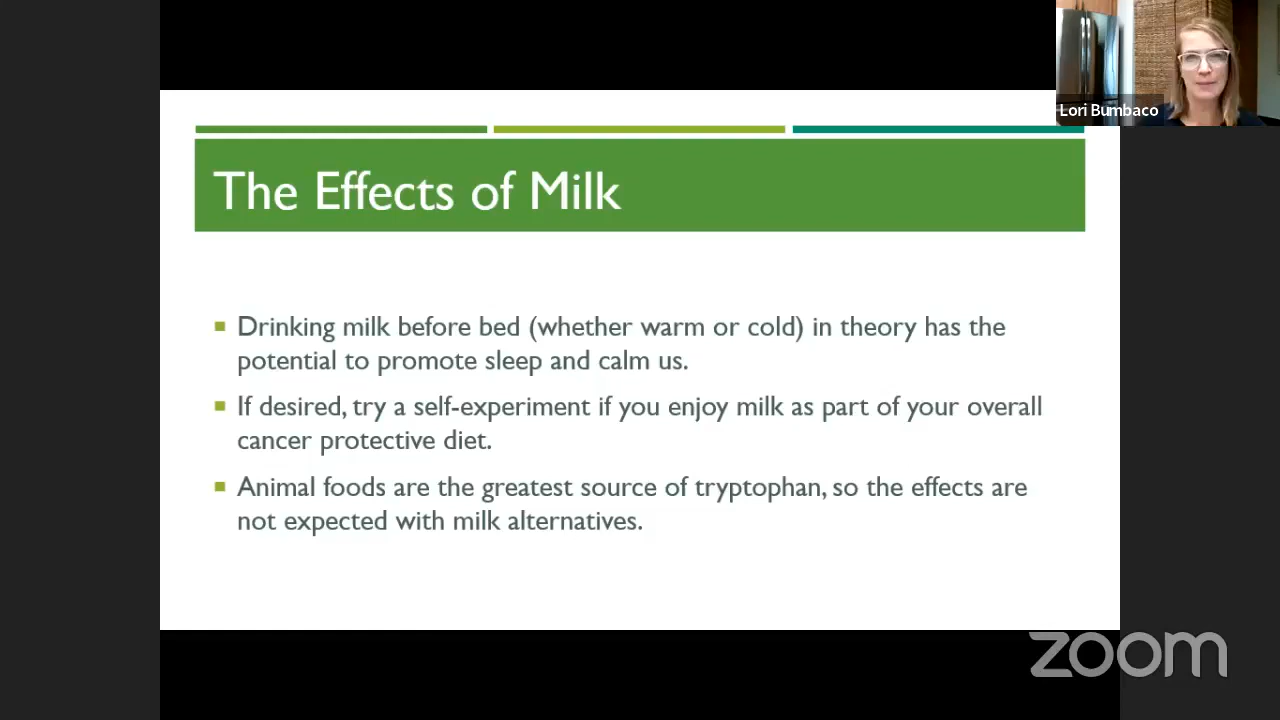 Lori Bumbaco
The Effects of Milk
Drinking milk before bed (whether warm or cold) in theory has the
potential to promote sleep and calm us.
If desired, try a self-experiment if you enjoy milk as part of your overall
cancer protective diet.
Animal foods are the greatest source of tryptophan, so the effects are
not expected with milk alternatives.
zoom